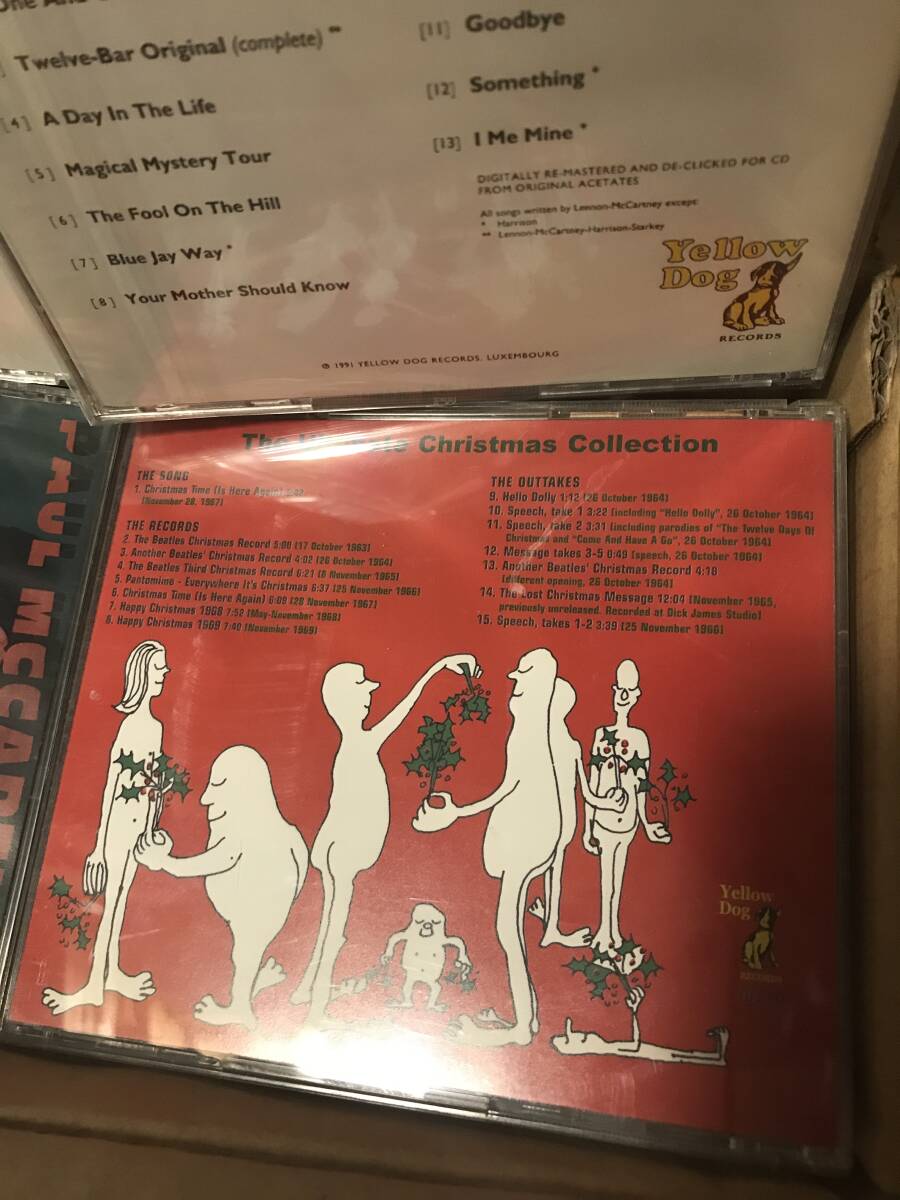 Twelve-Bar Original (complete) **
[4] A Day In The Life
[5] Magical Mystery Tour
[6] The Fool On The Hill
[7] Blue Jay Way *
[8] Your Mother Should Know
[11] Goodbye
[12] Something *
[13] I Me Mine *
DIGITALLY RE-MASTERED AND DE-CLICKED FOR CD
FROM ORIGINAL ACETATES
All songs written by Lennon-McCartney except:
* Harrison
** Lennon-McCartney-Harrison-Starkey
Yellow
Dog
RECORDS
© 1991 YELLOW DOG RECORDS, LUXEMBOURG
PAUL McCAR
The Christmas Collection
THE SONG
1. Christmas Time (Is Here Again)
(November 28, 1967)
THE RECORDS
2. The Beatles Christmas Record 5:00 (17 October 1963)
3. Another Beatles' Christmas Record 4:02 (26 October 1964)
4. The Beatles Third Christmas Record 6:21 (8 November 1965)
5. Pantomime - Everywhere It's Christmas 6:37 (25 November 1966)
6. Christmas Time (Is Here Again) 6:09 (28 November 1967)
7. Happy Christmas 1968 7:52 (May-November 1968)
8. Happy Christmas 1969 7:40 (November 1969)
THE OUTTAKES
9. Hello Dolly 1:12 (26 October 1964)
10. Speech, take 1 3:22 (including "Hello Dolly", 26 October 1964)
11. Speech, take 2 3:31 (including parodies of "The Twelve Days Of
Christmas and "Come And Have A Go", 26 October 1964)
12. Message takes 3-5 0:49 (speech, 26 October 1964)
13. Another Beatles' Christmas Record 4:18
(different opening, 26 October 1964)
14. The Lost Christmas Message 12:04 (November 1965,
previously unreleased. Recorded at Dick James Studio)
15. Speech, takes 1-2 3:39 (25 November 1966)
Yellow
Dog
RECORDS